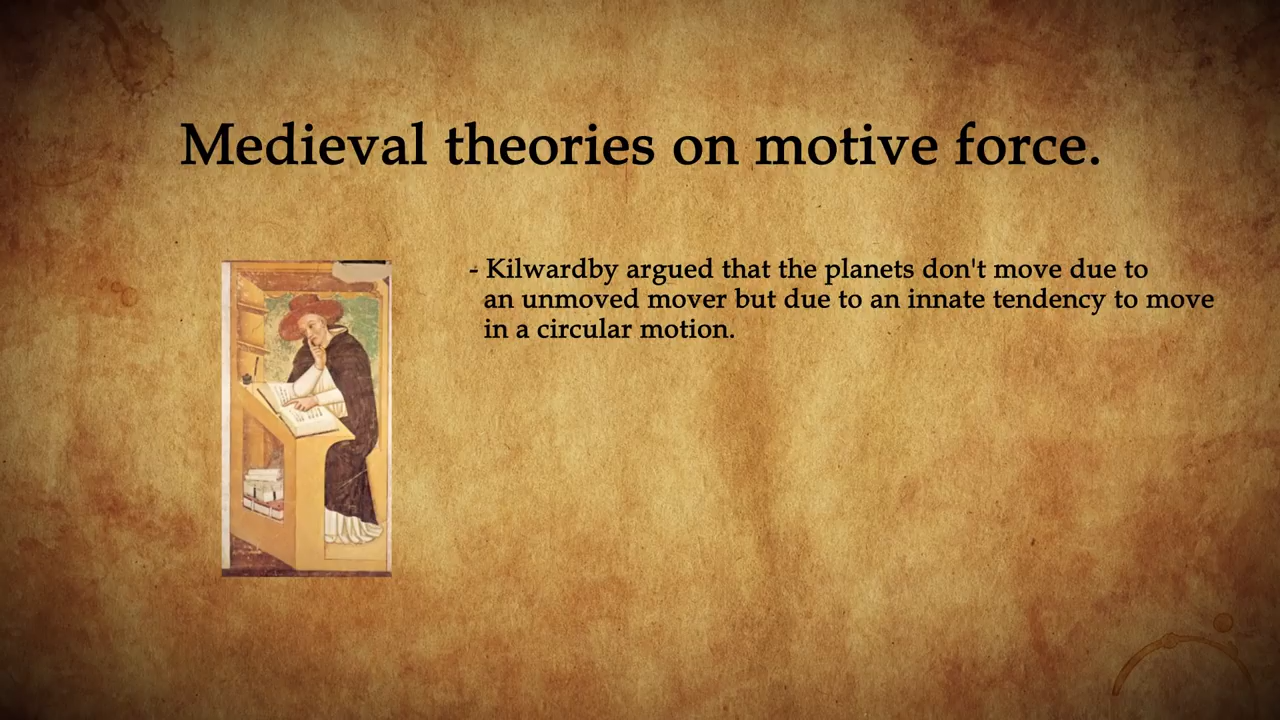 Medieval theories on motive force.
- Kilwardby argued that the planets don't move due to
an unmoved mover but due to an innate tendency to move
in a circular motion.